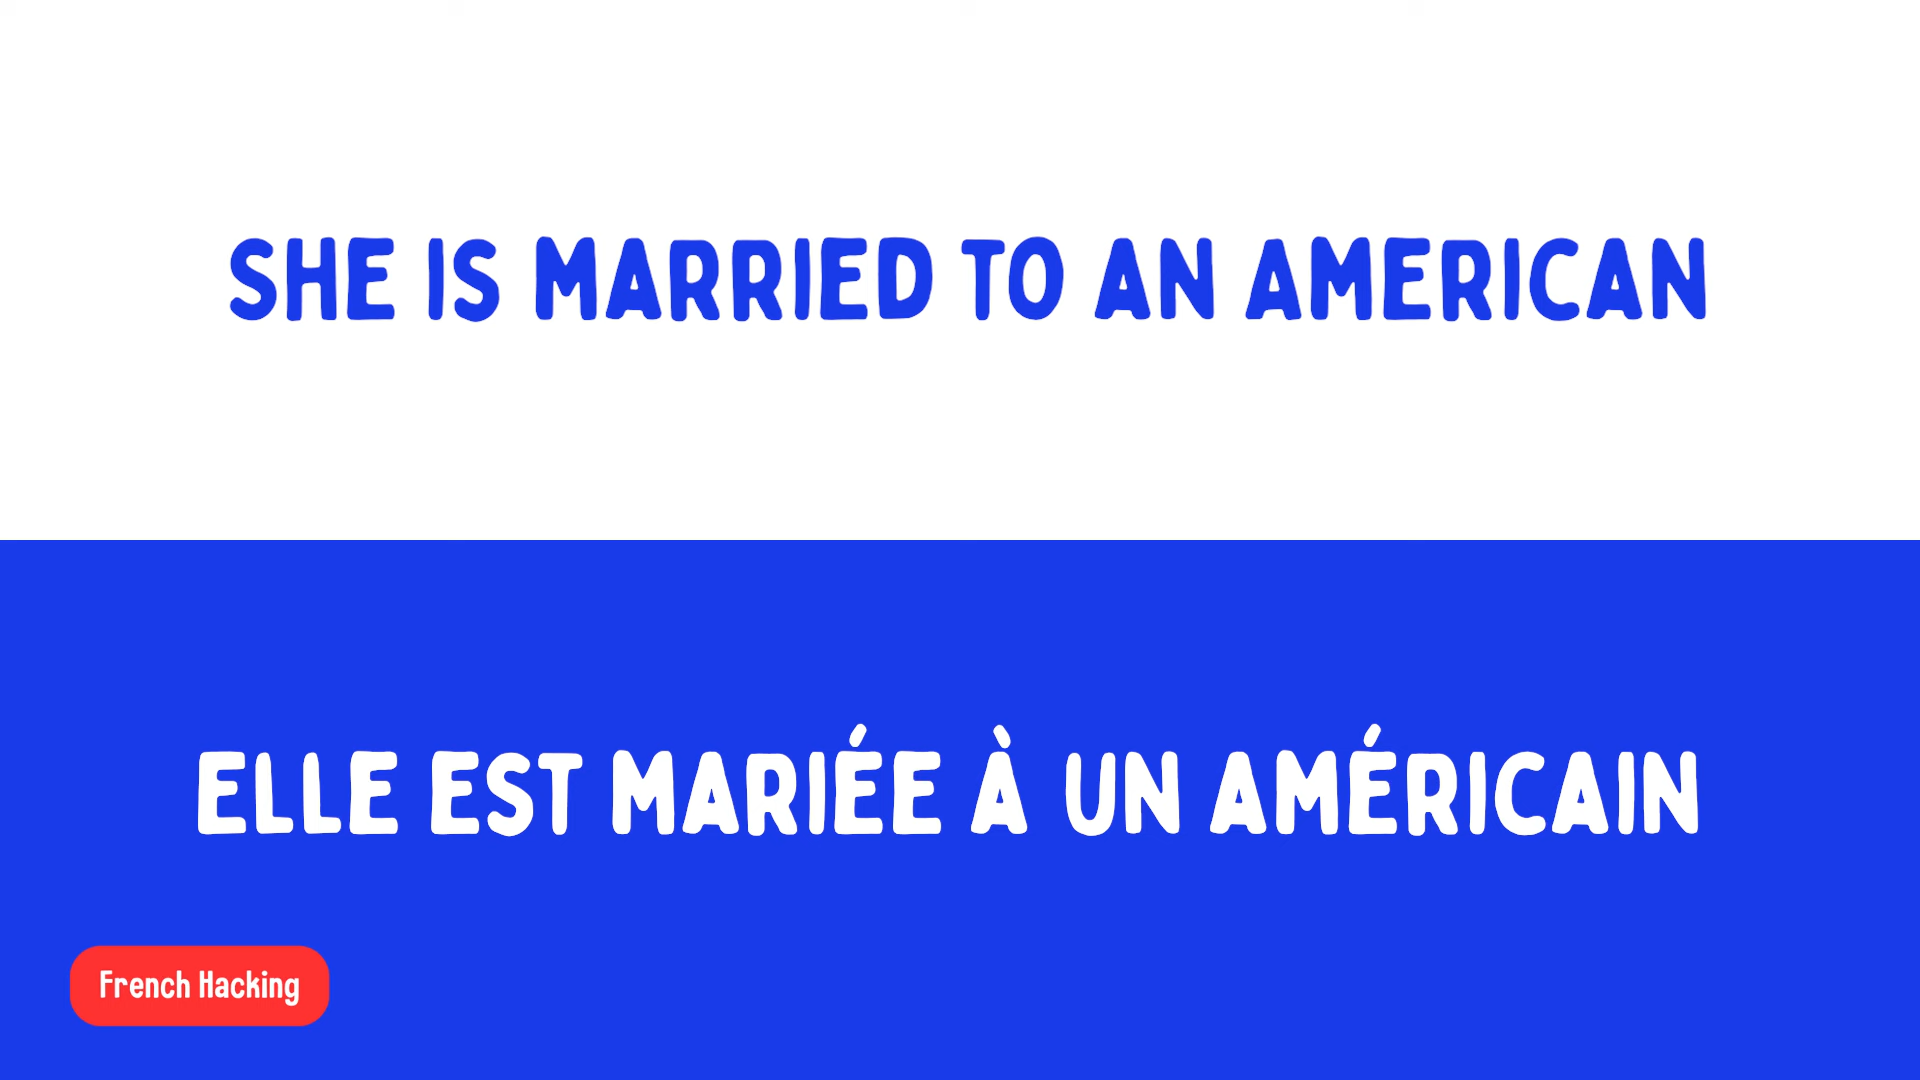 SHE IS MARRIED TO AN AMERICAN
ELLE EST MARIÉE À UN AMÉRICAIN
French Hacking